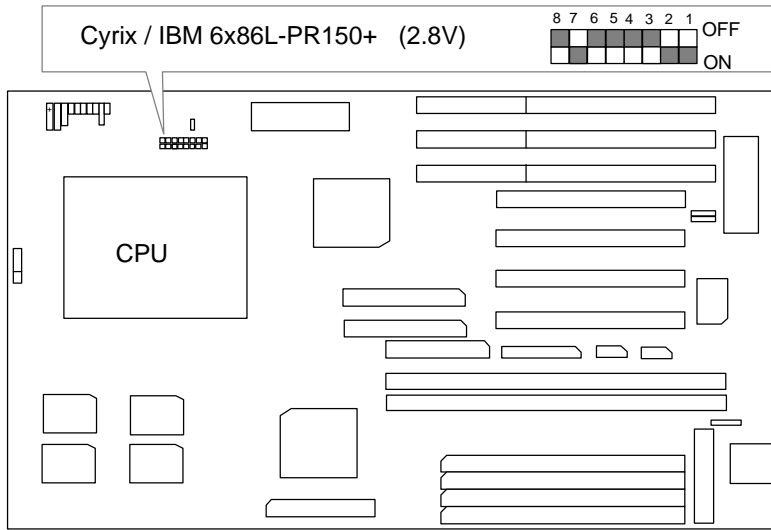 Cyrix / IBM 6x86L-PR150+ (2.8V)
8 7 6 5 4 3 2 1
OFF
ON
CPU